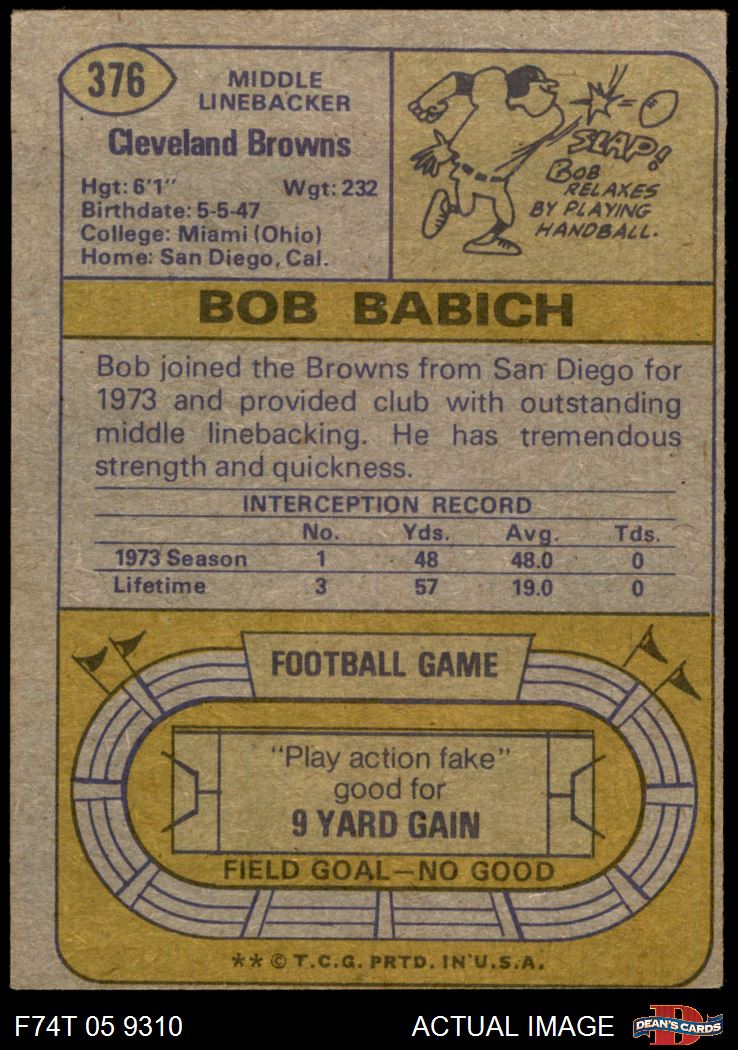 376
MIDDLE
LINEBACKER
Cleveland Browns
Hgt: 6'1" Wgt: 232
Birthdate: 5-5-47
College: Miami (Ohio)
Home: San Diego, Cal.
SLAP!
BOB
RELAXES
BY PLAYING
HANDBALL.
BOB BABICH
Bob joined the Browns from San Diego for
1973 and provided club with outstanding
middle linebacking. He has tremendous
strength and quickness.
INTERCEPTION RECORD
No. Yds. Avg. Tds.
1973 Season 1 48 48.0 0
Lifetime 3 57 19.0 0
FOOTBALL GAME
"Play action fake"
good for
9 YARD GAIN
FIELD GOAL—NO GOOD
** © T.C.G. PRTD. IN U.S.A.
F74T 05 9310 ACTUAL IMAGE
DEAN'S CARDS